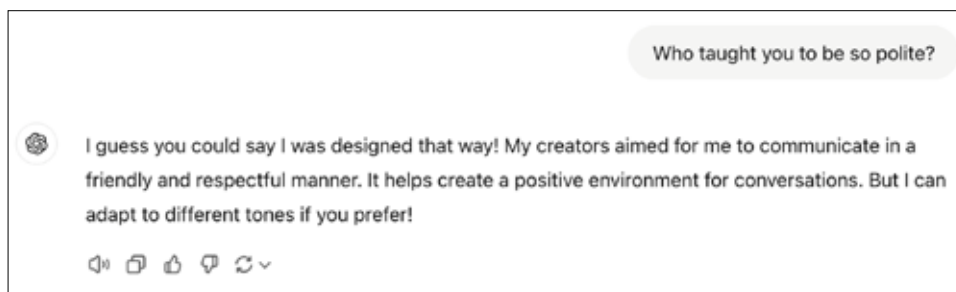 Who taught you to be so polite?
I guess you could say I was designed that way! My creators aimed for me to communicate in a
friendly and respectful manner. It helps create a positive environment for conversations. But I can
adapt to different tones if you prefer!